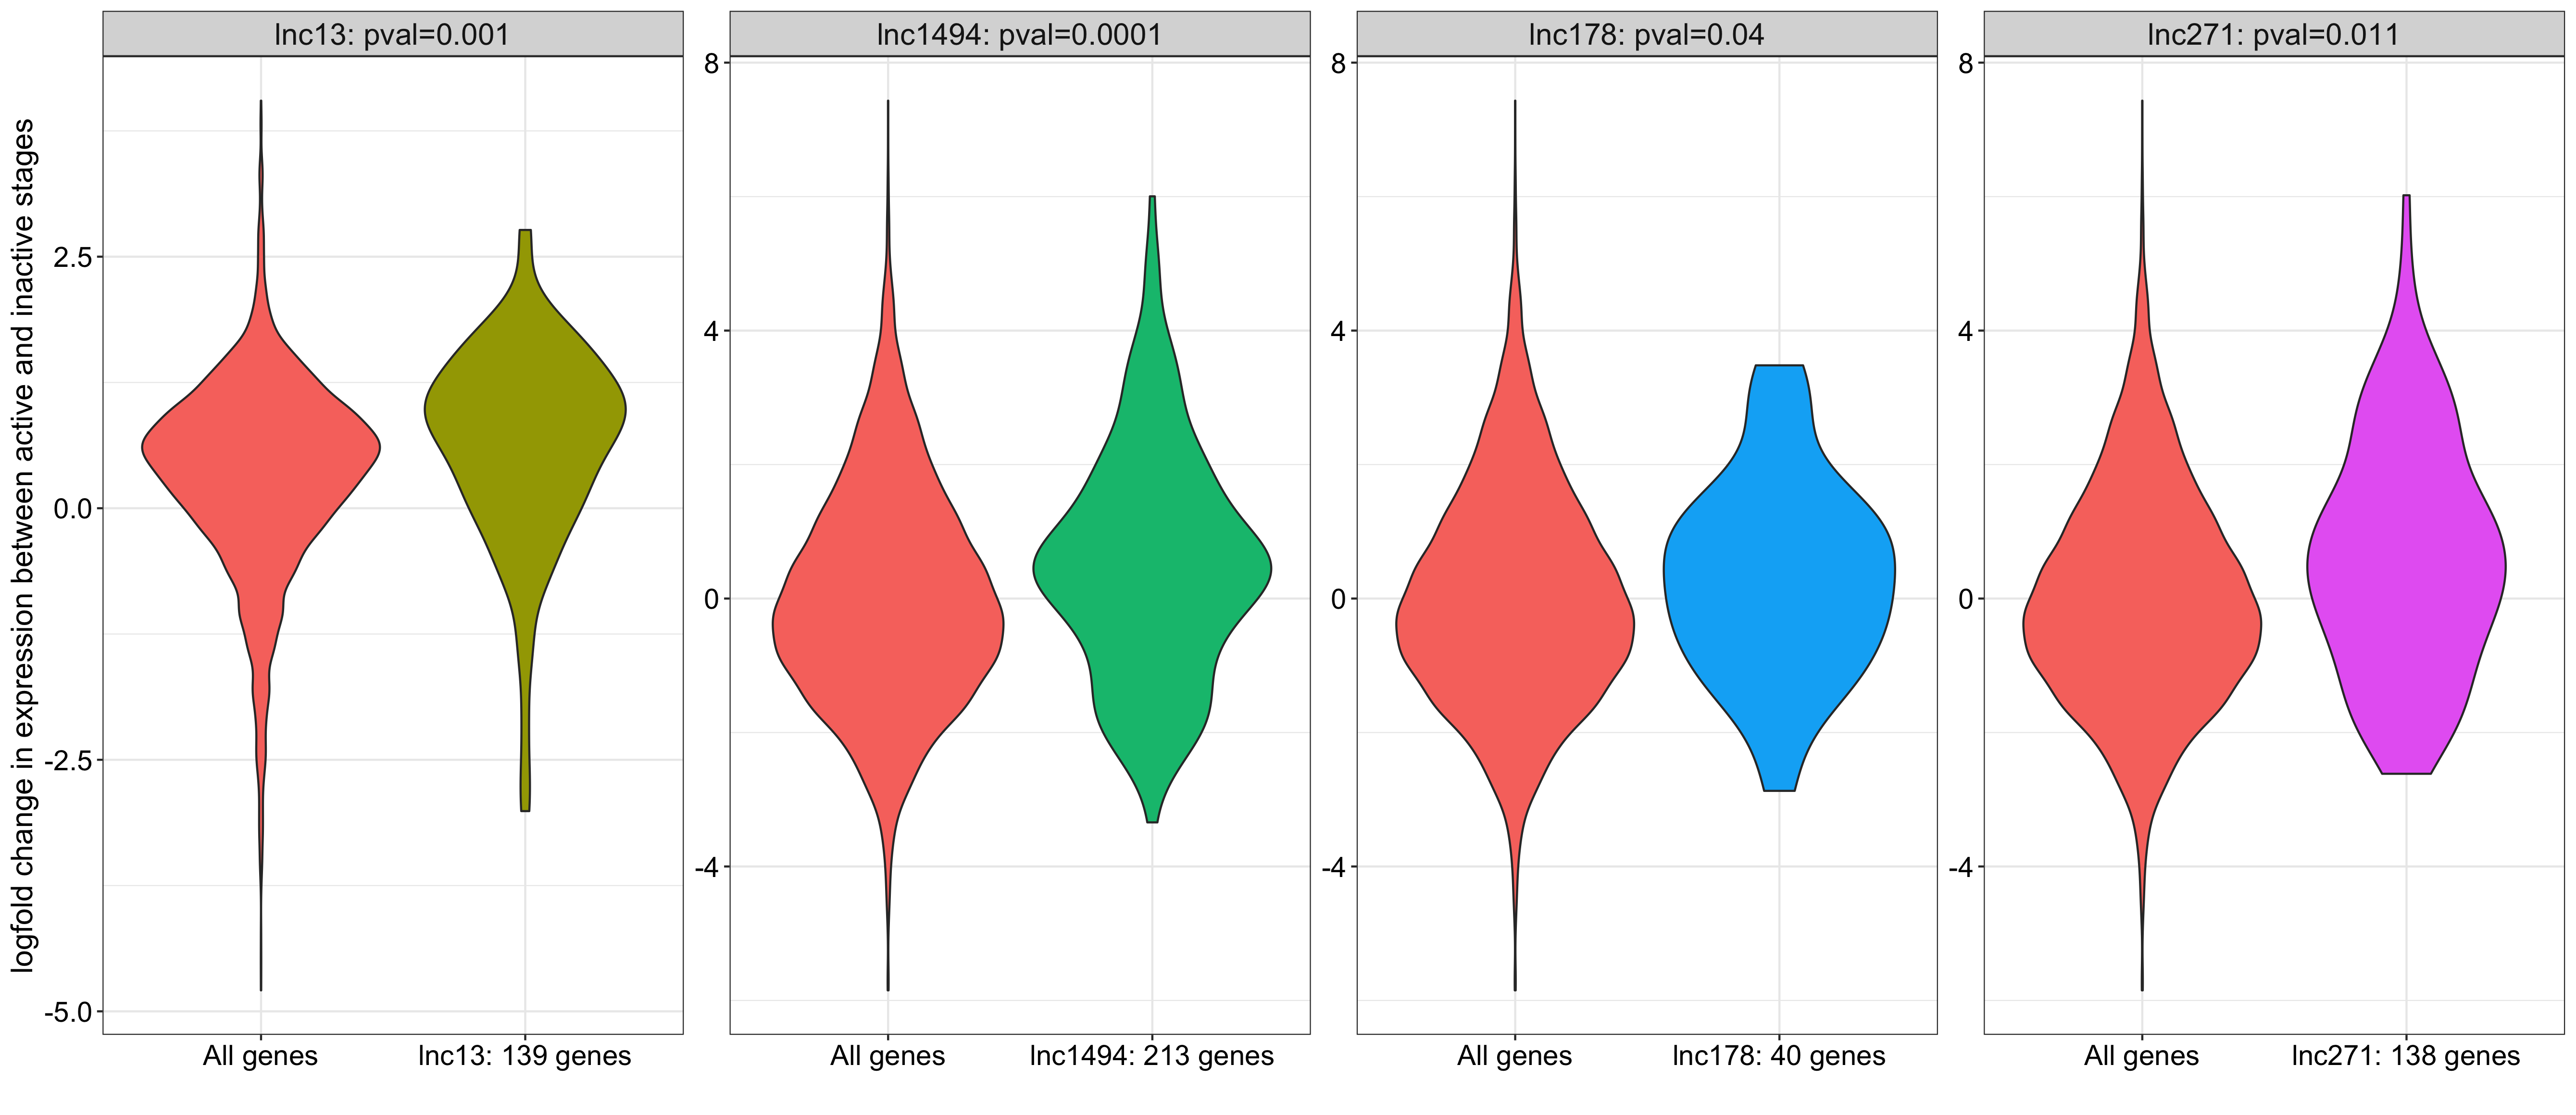 lnc13: pval=0.001
lnc1494: pval=0.0001
lnc178: pval=0.04
lnc271: pval=0.011
logfold change in expression between active and inactive stages
2.5
0.0
-2.5
-5.0
8
4
0
-4
8
4
0
-4
8
4
0
-4
All genes
lnc13: 139 genes
All genes
lnc1494: 213 genes
All genes
lnc178: 40 genes
All genes
lnc271: 138 genes